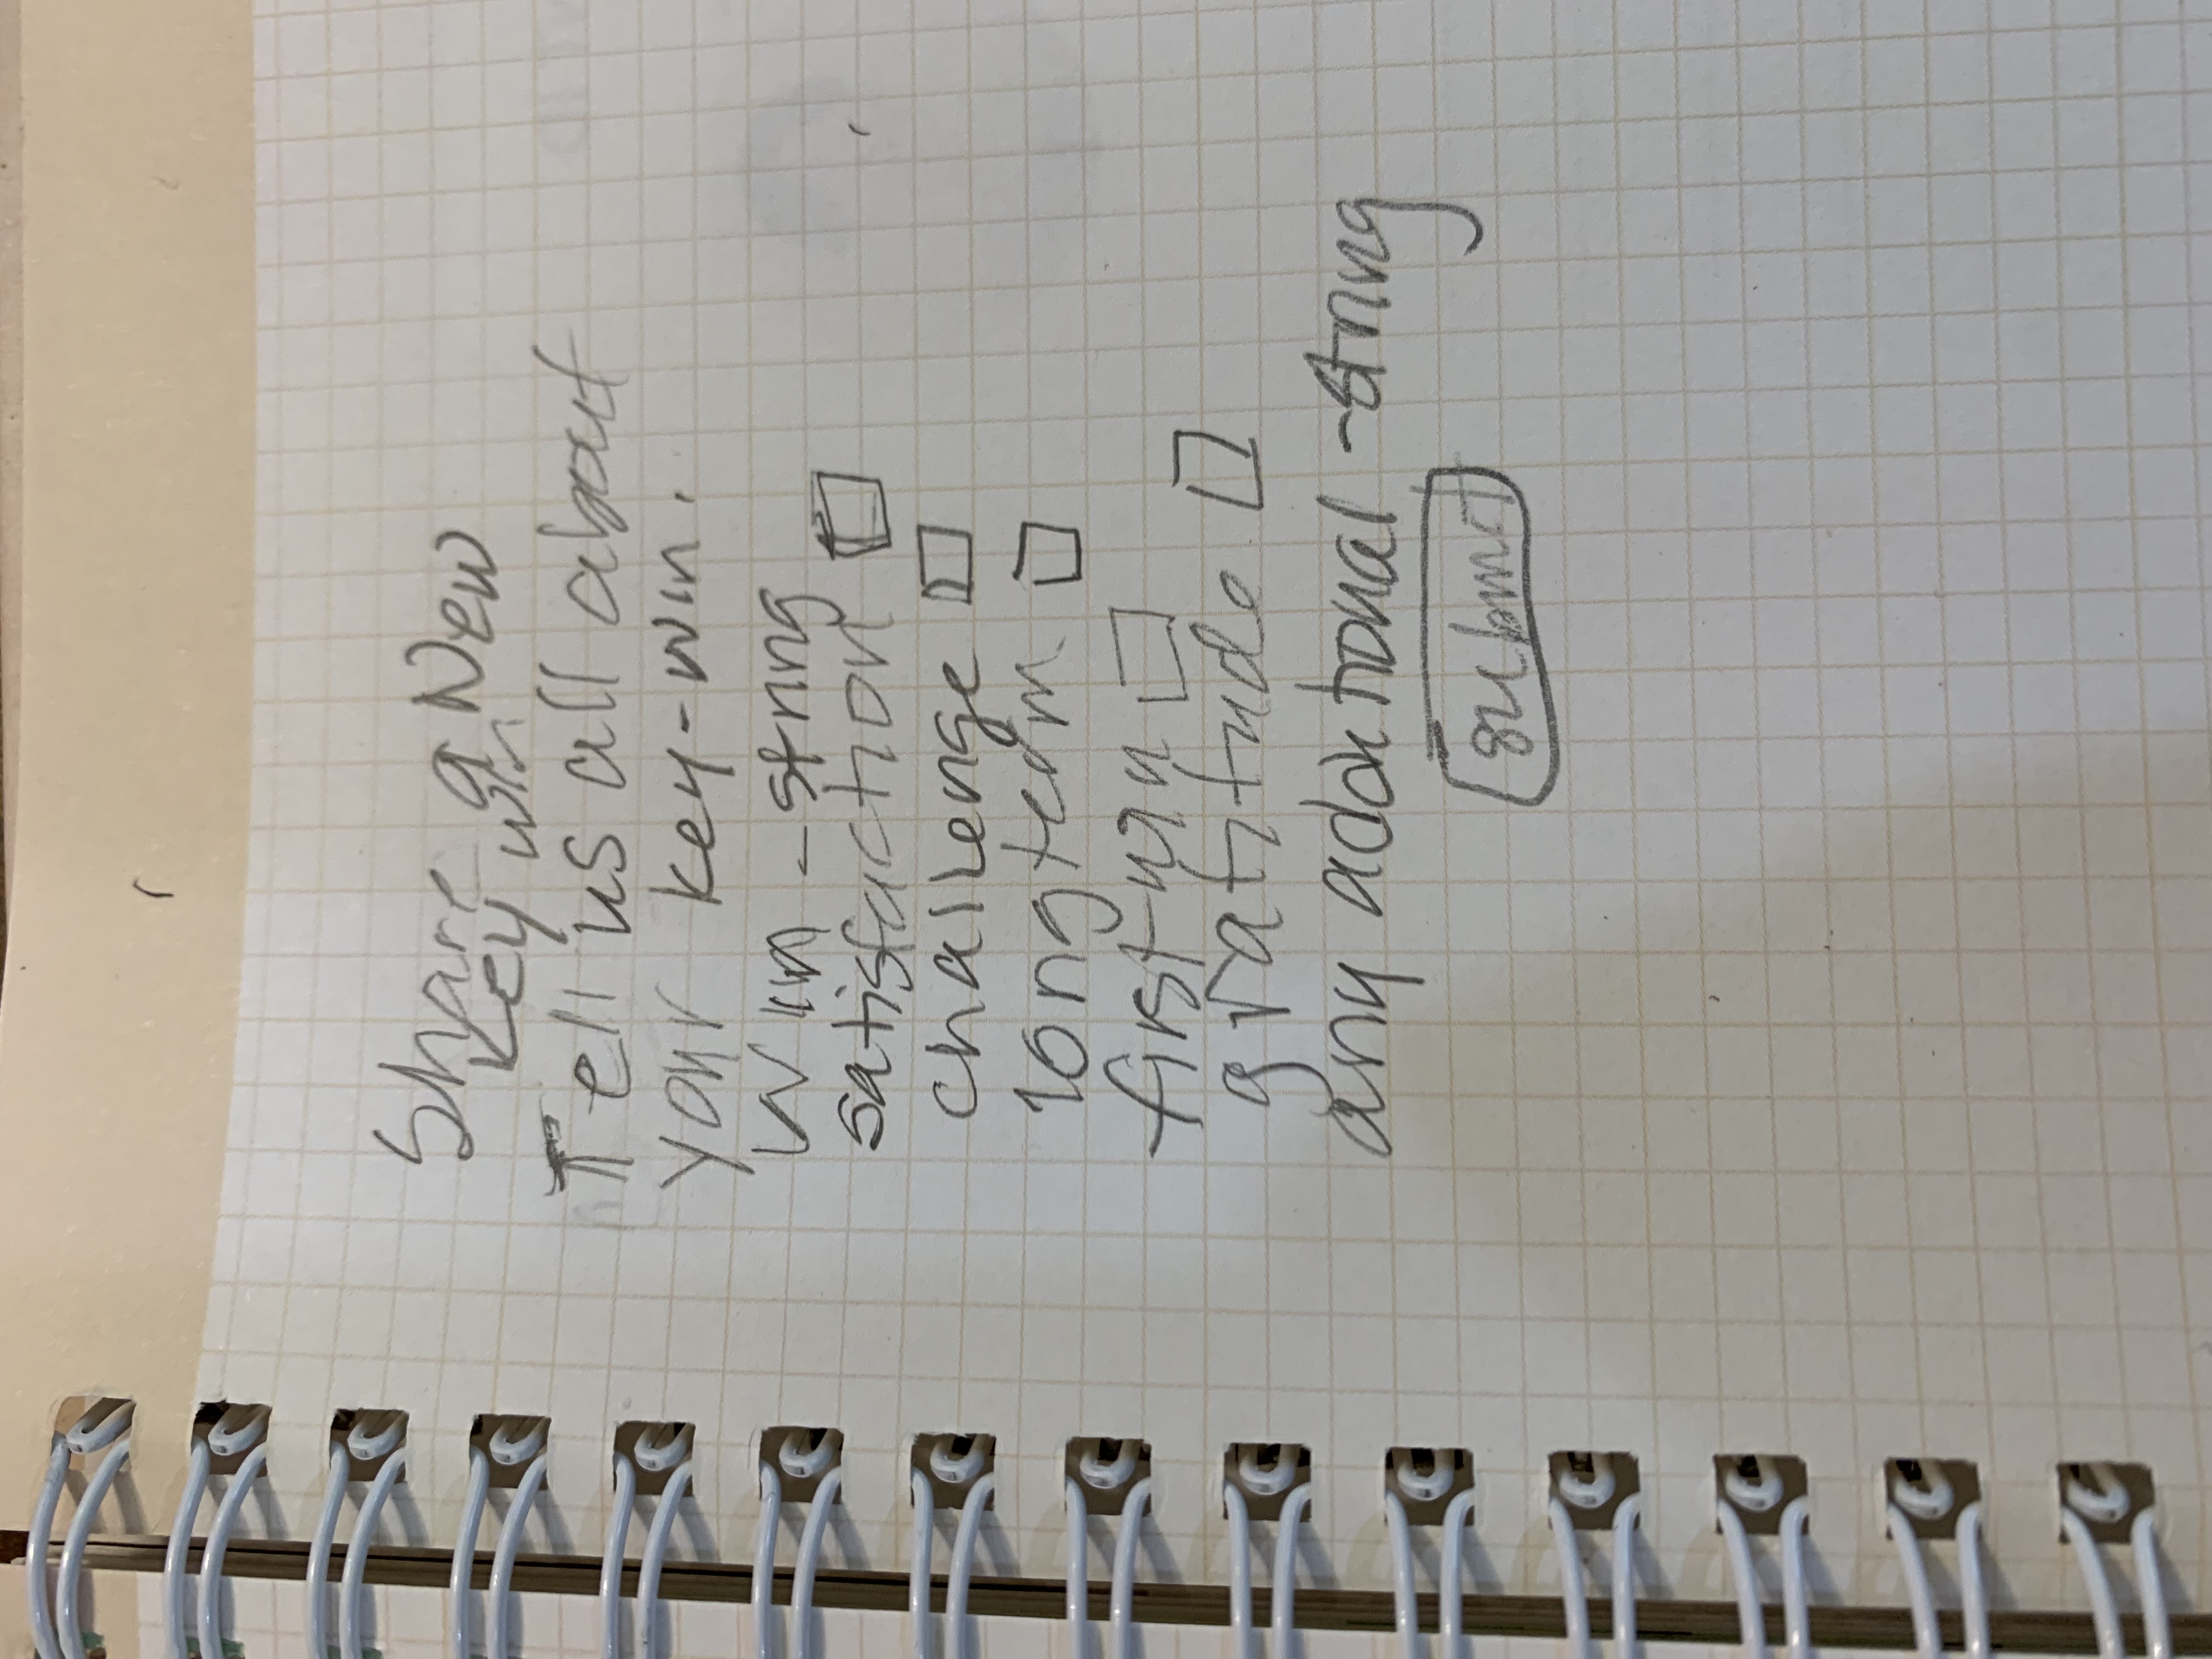 Share a New
Key win
Tell us all about
your key-win.
Win - string
satisfaction
challenge
longterm
first-win
gratitude
any additional - string
submit